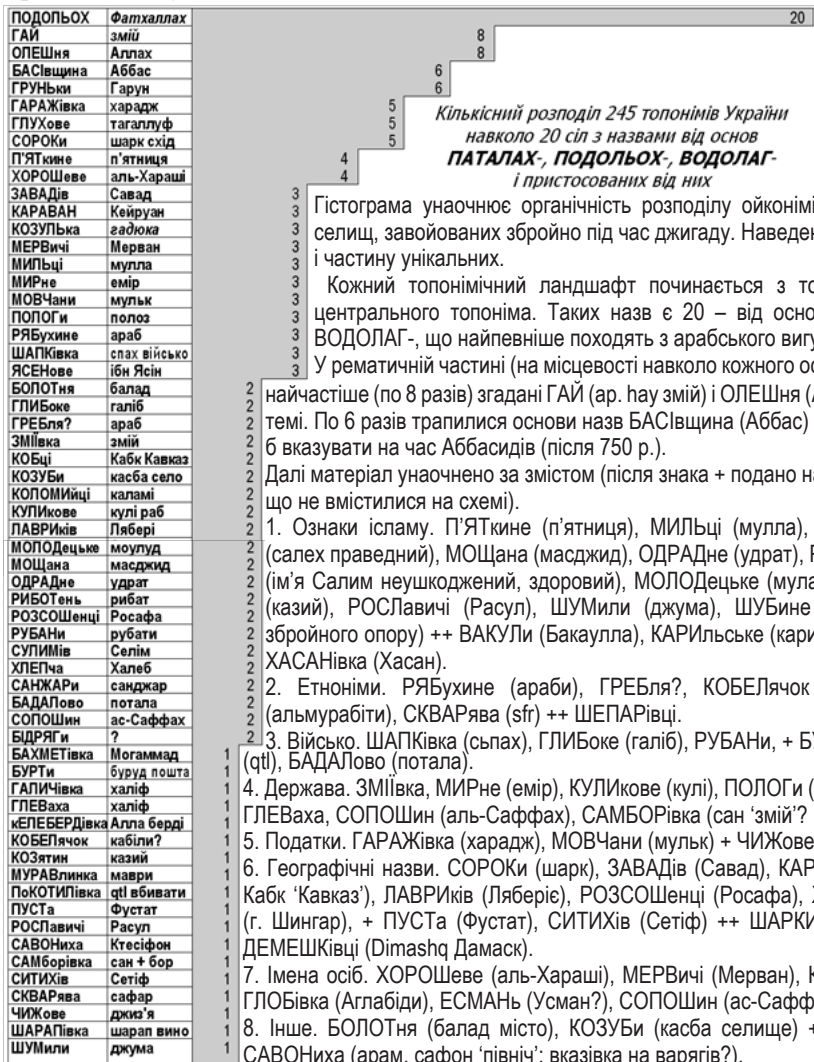 ПОДОЛЬОХ Фатхаллах 20
ГАЙ змій 8
ОЛЕШня Аллах 8
БАСІвщина Аббас 6
ГРУНЬки Гарун 6
ГАРАЖівка харадж 5
ГЛУХове тагаллуф 5
СОРОКи шарк схід 5
П'ЯТкине п'ятниця 4
ХОРОШеве аль-Хараші 4
ЗАВАДів Савад 3
КАРАВАН Кейруан 3
КОЗУЛЬка гадюка 3
МЕРВичі Мерван 3
МИЛЬці мулла 3
МИРне емір 3
МОВЧани мульк 3
ПОЛОГи полоз 3
РЯБухине араб 3
ШАПКівка спах військо 3
ЯСЕНове ібн Ясін 3
БОЛОТня балад 2
ГЛИБоке галіб 2
ГРЕБля? араб 2
ЗМІЇвка змій 2
КОБці Кабк Кавказ 2
КОЗУБи касба село 2
КОЛОМИйці каламі 2
КУЛИкове кулі раб 2
ЛАВРИків Лябері 2
МОЛОДецьке моулуд 2
МОЩана масджид 2
ОДРАДне удрат 2
РИБОТень рибат 2
РОЗСОШенці Росафа 2
РУБАНи рубати 2
СУЛИМів Селім 2
ХЛЕПча Халеб 2
САНЖАРи санджар 2
БАДАЛово потала 2
СОПОШин ас-Саффах 2
БІДРЯГи ? 2
БАХМЕТівка Могаммад 1
БУРТи буруд пошта 1
ГАЛИЧівка халіф 1
ГЛЕВаха халіф 1
кЕЛЕБЕРДівка Алла берді 1
КОБЕЛячок кабіли? 1
КОЗятин казий 1
МУРАВлинка маври 1
ПоКОТИЛівка qtl вбивати 1
ПУСТа Фустат 1
РОСЛавичі Расул 1
САВОНиха Ктесіфон 1
САМборівка сан + бор 1
СИТИХів Сетіф 1
СКВАРява сафар 1
ЧИЖове джиз'я 1
ШАРАПівка шарап вино 1
ШУМили джума 1
Кількісний розподіл 245 топонімів України
навколо 20 сіл з назвами від основ
ПАТАЛАХ-, ПОДОЛЬОХ-, ВОДОЛАГ-
і пристосованих від них
Гістограма унаочнює органічність розподілу ойконімі
селищ, завойованих збройно під час джигаду. Наведен
і частину унікальних.
Кожний топонімічний ландшафт починається з то
центрального топоніма. Таких назв є 20 – від осно
ВОДОЛАГ-, що найпевніше походять з арабського вигу
У рематичній частині (на місцевості навколо кожного ос
найчастіше (по 8 разів) згадані ГАЙ (ар. hay змій) і ОЛЕШня (А
темі. По 6 разів трапилися основи назв БАСІвщина (Аббас)
б вказувати на час Аббасидів (після 750 р.).
Далі матеріал унаочнено за змістом (після знака + подано на
що не вмістилися на схемі).
1. Ознаки ісламу. П'ЯТкине (п'ятниця), МИЛЬці (мулла),
(салех праведний), МОЩана (масджид), ОДРАДне (удрат),
(ім'я Салим неушкоджений, здоровий), МОЛОДецьке (мула
(казий), РОСЛавичі (Расул), ШУМили (джума), ШУБине
збройного опору) ++ ВАКУЛи (Бакаулла), КАРИльське (кари
ХАСАНівка (Хасан).
2. Етноніми. РЯБухине (араби), ГРЕБля?, КОБЕЛячок
(альмурабіти), СКВАРява (sfr) ++ ШЕПАРівці.
3. Військо. ШАПКівка (сьпах), ГЛИБоке (галіб), РУБАНи, + БУ
(qtl), БАДАЛово (потала).
4. Держава. ЗМІЇвка, МИРне (емір), КУЛИкове (кулі), ПОЛОГи (
ГЛЕВаха, СОПОШин (аль-Саффах), САМБОРівка (сан 'змій'?
5. Податки. ГАРАЖівка (харадж), МОВЧани (мульк) + ЧИЖове
6. Географічні назви. СОРОКи (шарк), ЗАВАДів (Савад), КАР
Кабк 'Кавказ'), ЛАВРИків (Ляберіє), РОЗСОШенці (Росафа),
(г. Шингар), + ПУСТа (Фустат), СИТИХів (Сетіф) ++ ШАРКИ
ДЕМЕШКівці (Dimashq Дамаск).
7. Імена осіб. ХОРОШеве (аль-Хараші), МЕРВичі (Мерван),
ГЛОБівка (Аглабіди), ЕСМАНь (Усман?), СОПОШин (ас-Саффа
8. Інше. БОЛОТня (балад місто), КОЗУБи (касба селище) +
САВОНиха (арам. сафон 'північ'; вказівка на варягів?).